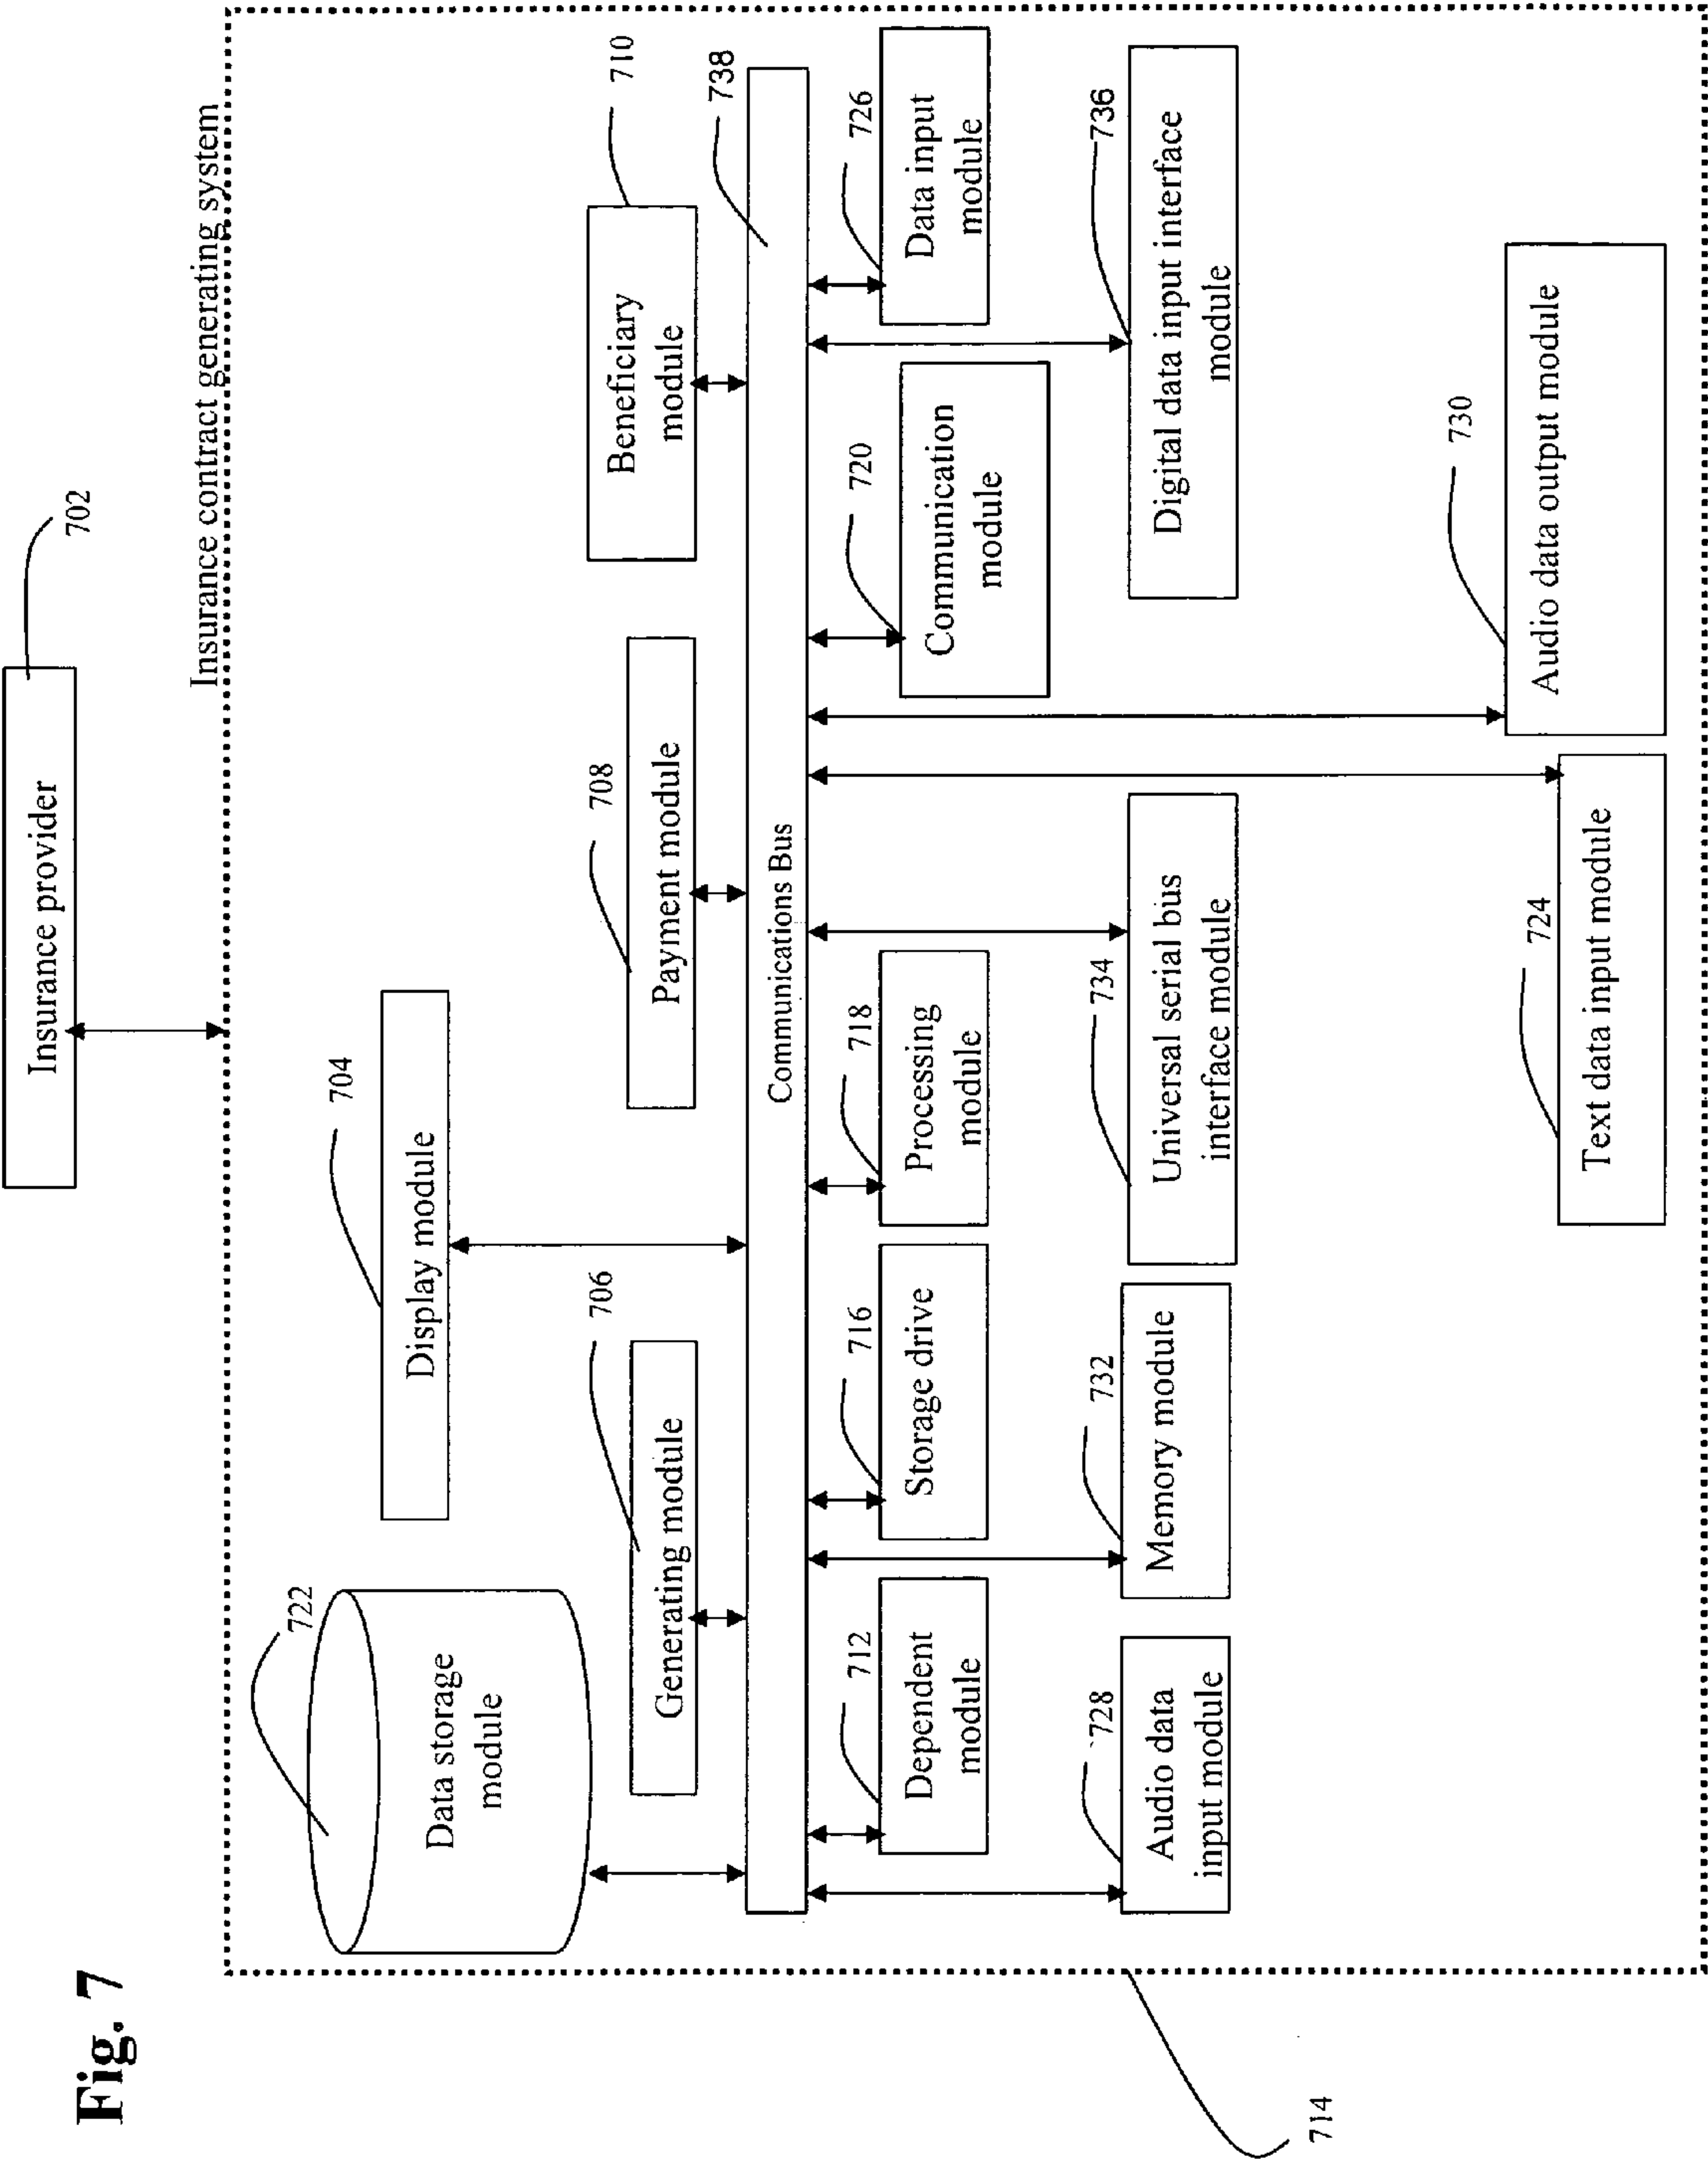 Fig. 7
Insurance provider
702
Insurance contract generating system
722
Data storage
module
704
Display module
706
Generating module
708
Payment module
710
Beneficiary
module
738
Communications Bus
712
Dependent
module
716
Storage drive
718
Processing
module
720
Communication
module
726
Data input
module
728
Audio data
input module
732
Memory module
734
Universal serial bus
interface module
736
Digital data input interface
module
724
Text data input module
730
Audio data output module
714